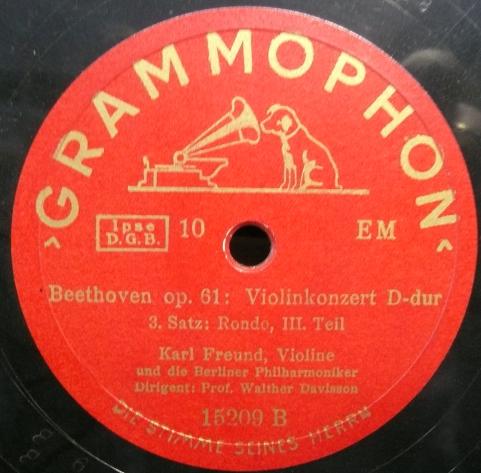 GRAMMOPHON
Ipse
D.G.B.
10
EM
Beethoven op. 61: Violinkonzert D-dur
3. Satz: Rondo, III. Teil
Karl Freund, Violine
und die Berliner Philharmoniker
Dirigent: Prof. Walther Davisson
15209 B
DIE STIMME SEINES HERRN